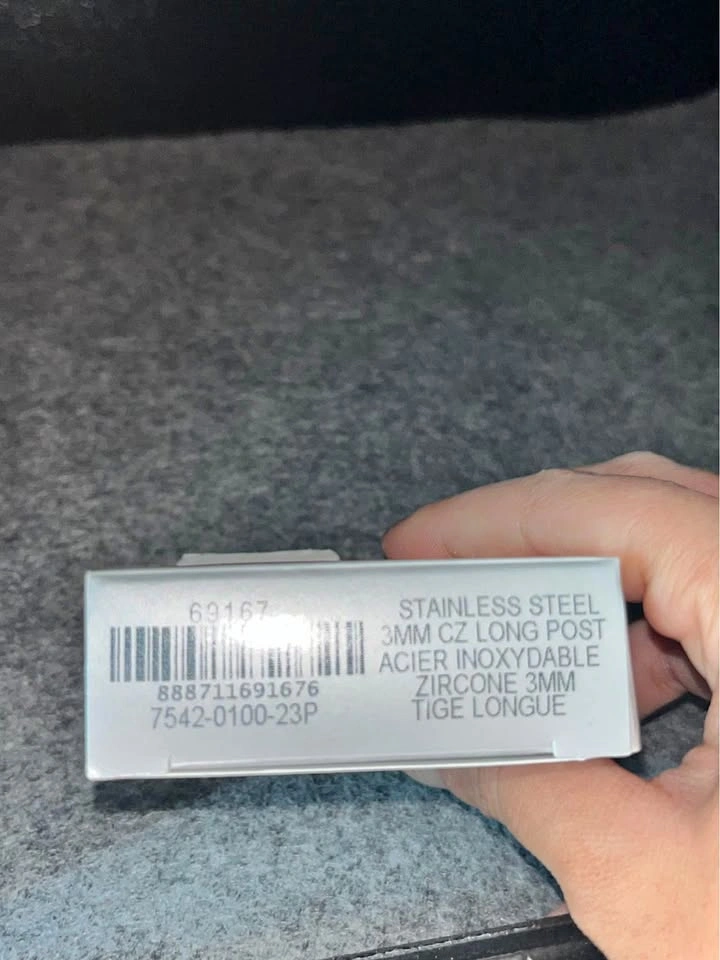 69167
888711691676
7542-0100-23P
STAINLESS STEEL
3MM CZ LONG POST
ACIER INOXYDABLE
ZIRCONE 3MM
TIGE LONGUE